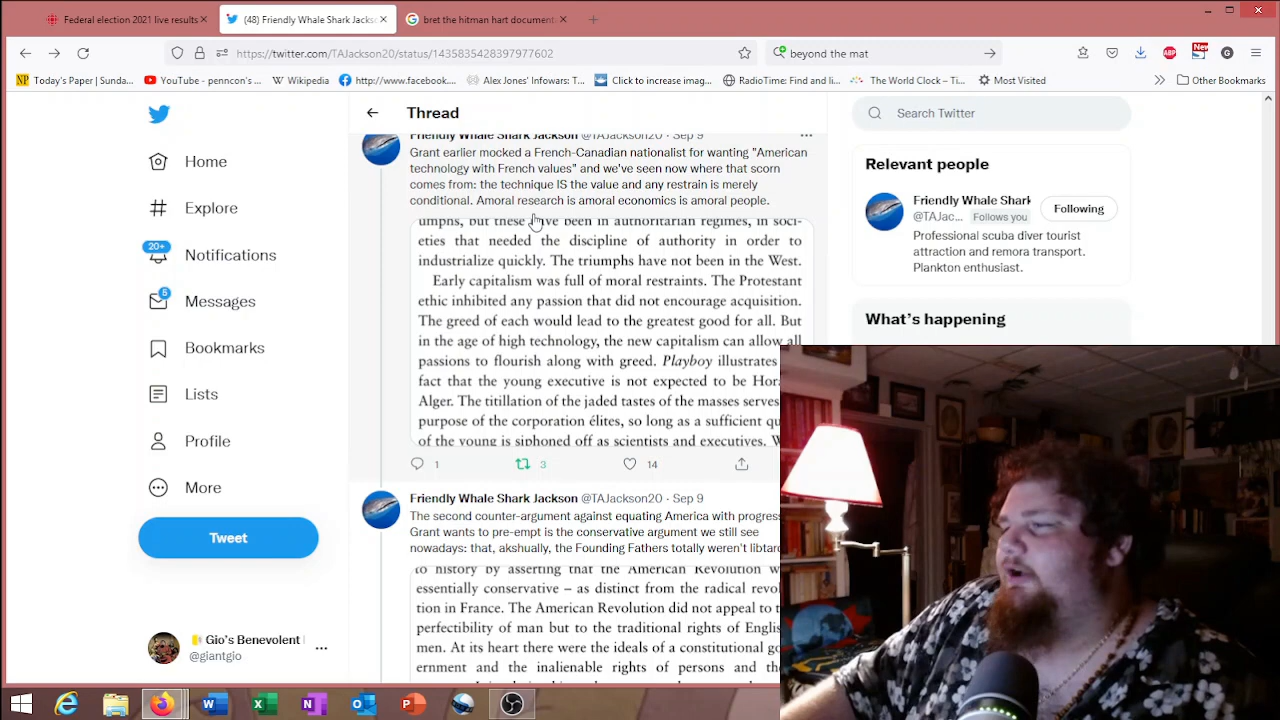 Federal election 2021 live results
(48) Friendly Whale Shark Jackso
bret the hitman hart document
https://twitter.com/TAJackson20/status/1435835428397977602
beyond the mat
ABP
New
Today's Paper | Sunda...
YouTube - penncon's...
Wikipedia
http://www.facebook....
Alex Jones' Infowars: T...
Click to increase imag...
RadioTime: Find and li...
The World Clock – Ti...
Most Visited
Other Bookmarks
Home
Explore
20+
Notifications
6
Messages
Bookmarks
Lists
Profile
More
Tweet
Gio's Benevolent
@giantgio
Thread
Friendly Whale Shark Jackson @TAJackson20 · Sep 9
Grant earlier mocked a French-Canadian nationalist for wanting "American
technology with French values" and we've seen now where that scorn
comes from: the technique IS the value and any restrain is merely
conditional. Amoral research is amoral economics is amoral people.
umphs, but these have been in authoritarian regimes, in soci-
eties that needed the discipline of authority in order to
industrialize quickly. The triumphs have not been in the West.
Early capitalism was full of moral restraints. The Protestant
ethic inhibited any passion that did not encourage acquisition.
The greed of each would lead to the greatest good for all. But
in the age of high technology, the new capitalism can allow all
passions to flourish along with greed. Playboy illustrates
fact that the young executive is not expected to be Hor
Alger. The titillation of the jaded tastes of the masses serves
purpose of the corporation élites, so long as a sufficient qu
of the young is siphoned off as scientists and executives. W
1
3
14
Friendly Whale Shark Jackson @TAJackson20 · Sep 9
The second counter-argument against equating America with progres
Grant wants to pre-empt is the conservative argument we still see
nowadays: that, akshually, the Founding Fathers totally weren't libtar
to history by asserting that the American Revolution w
essentially conservative – as distinct from the radical revol
tion in France. The American Revolution did not appeal to t
perfectibility of man but to the traditional rights of English
men. At its heart there were the ideals of a constitutional go
ernment and the inalienable rights of persons and the
Search Twitter
Relevant people
Friendly Whale Shark
@TAJac...
Follows you
Following
Professional scuba diver tourist
attraction and remora transport.
Plankton enthusiast.
What's happening